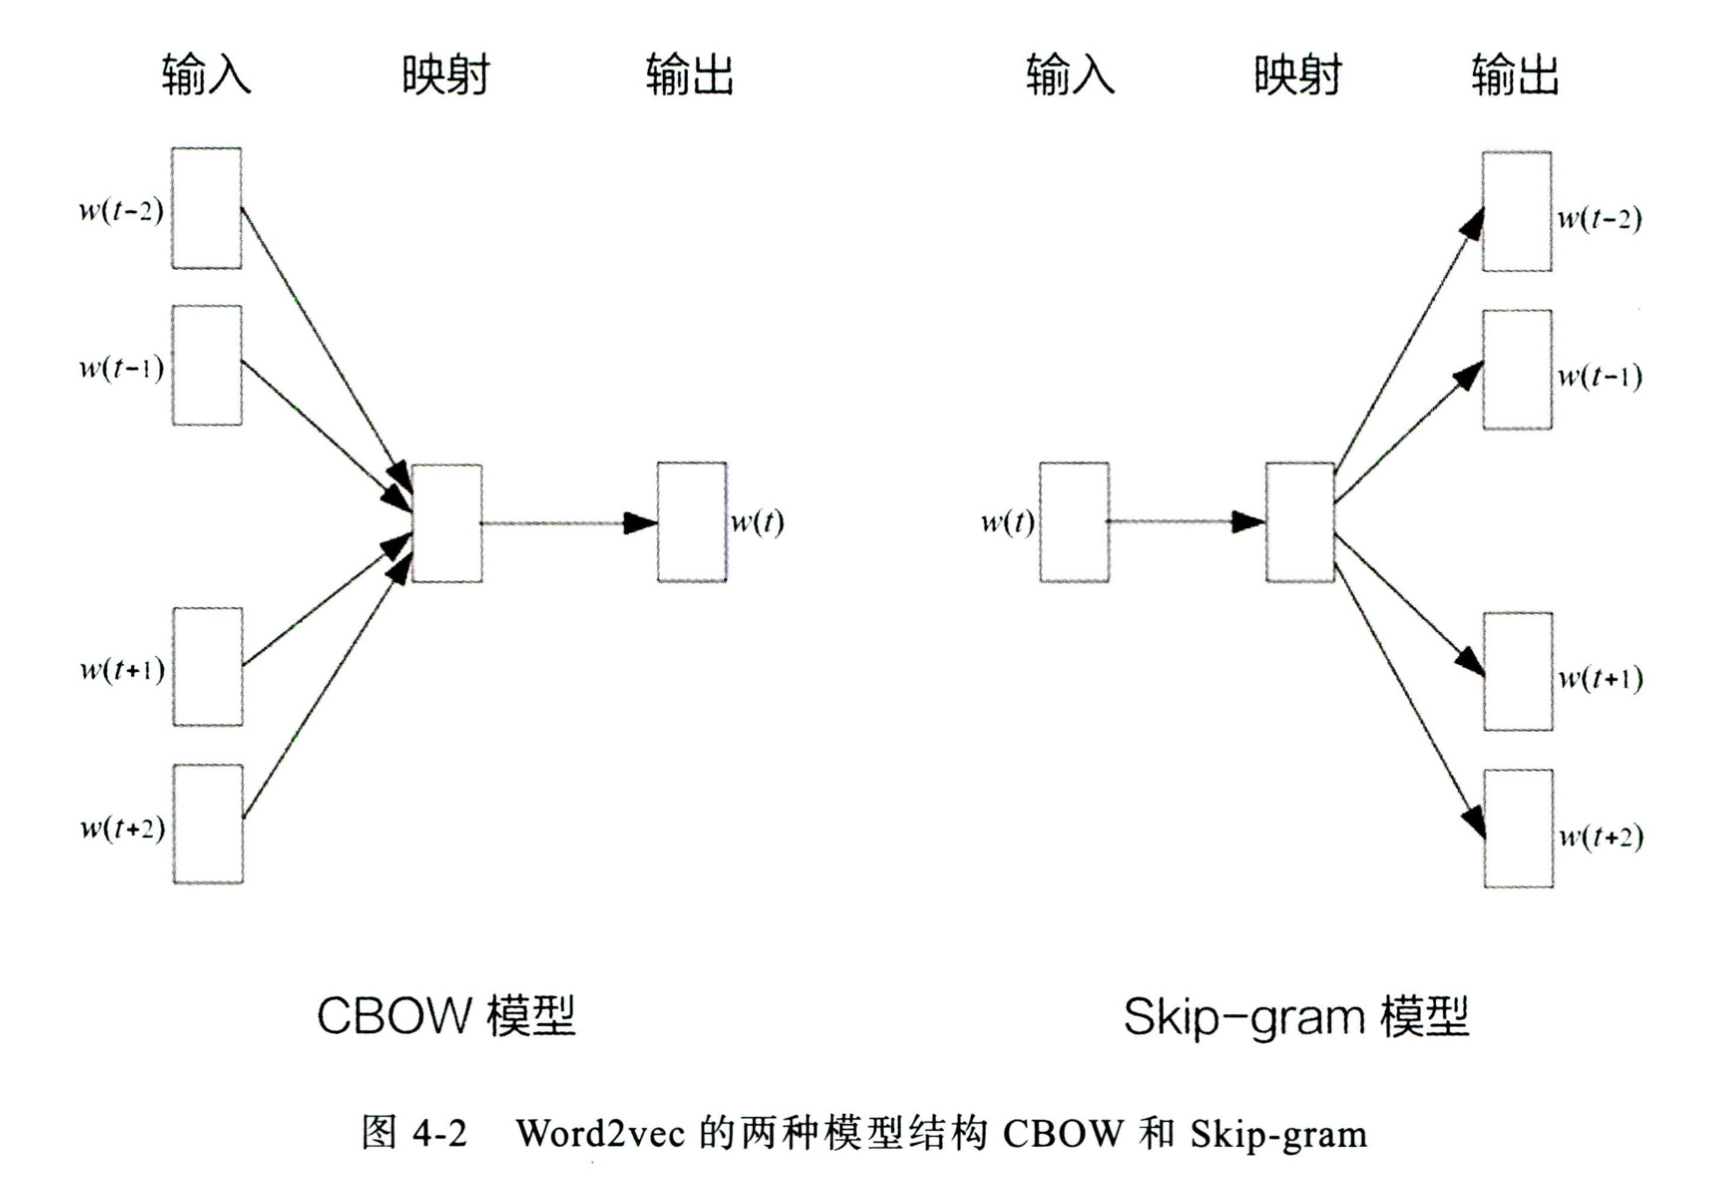 输入 映射 输出
w(t-2)
w(t-1)
w(t)
w(t+1)
w(t+2)
CBOW 模型
输入 映射 输出
w(t-2)
w(t-1)
w(t)
w(t+1)
w(t+2)
Skip-gram 模型
图 4-2 Word2vec 的两种模型结构 CBOW 和 Skip-gram